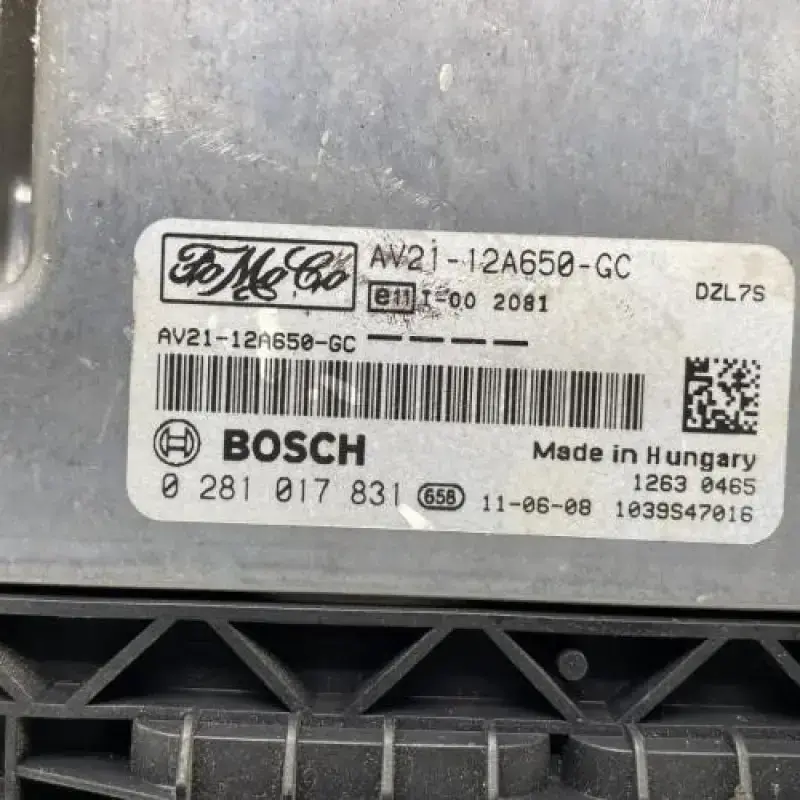 FoMoCo AV21-12A650-GC
e11 I-00 2081
DZL7S
AV21-12A650-GC — — — —
BOSCH
Made in Hungary
1263 0465
0 281 017 831 658 11-06-08 1039S47016